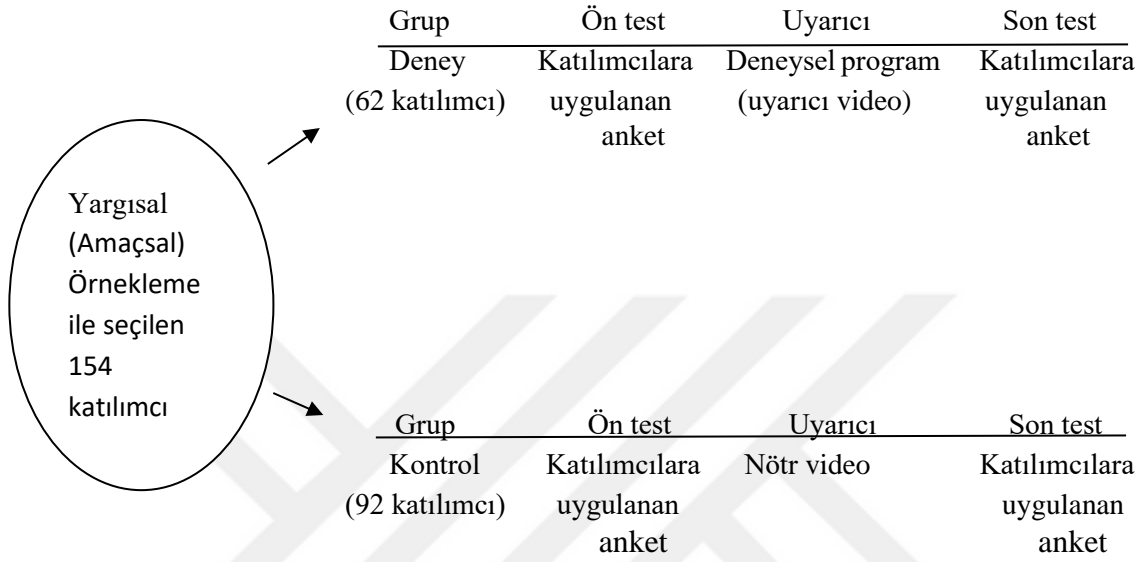 Grup Ön test Uyarıcı Son test
Deney Katılımcılara Deneysel program Katılımcılara
(62 katılımcı) uygulanan (uyarıcı video) uygulanan
anket anket
Yargısal
(Amaçsal)
Örnekleme
ile seçilen
154
katılımcı
Grup Ön test Uyarıcı Son test
Kontrol Katılımcılara Nötr video Katılımcılara
(92 katılımcı) uygulanan uygulanan
anket anket